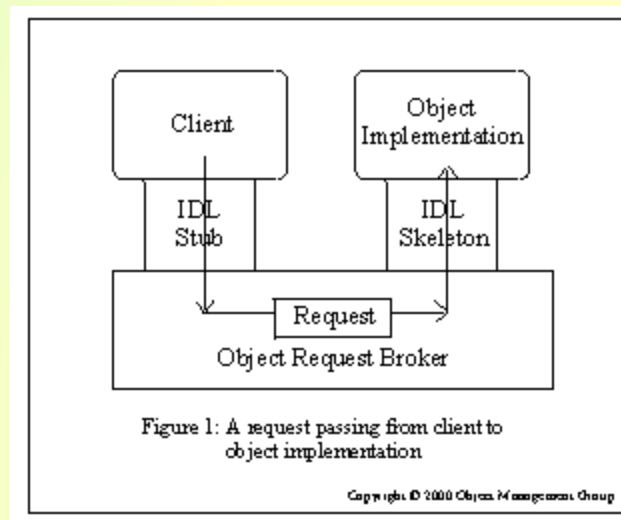 Client
Object
Implementation
IDL
Stub
IDL
Skeleton
Request
Object Request Broker
Figure 1: A request passing from client to
object implementation
Copyright © 2000 Object Management Group